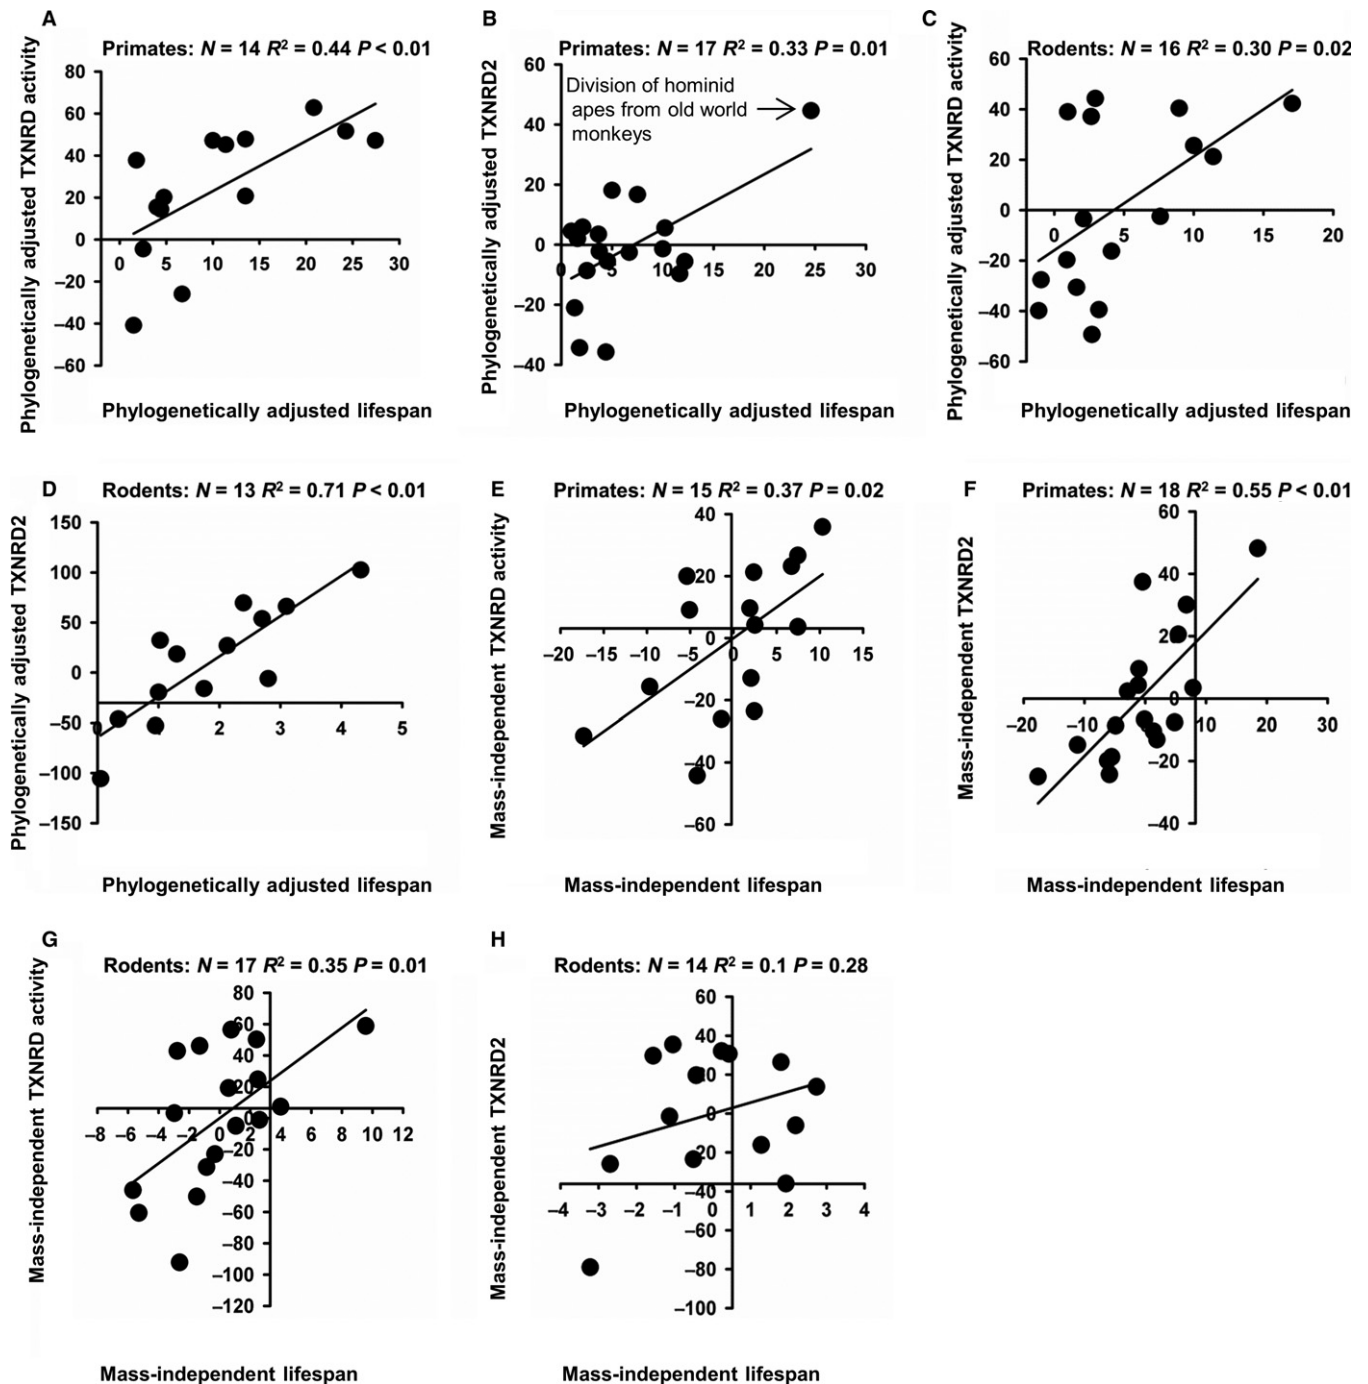 A
Primates: N = 14 R² = 0.44 P < 0.01
Phylogenetically adjusted TXNRD activity
80
60
40
20
0
–20
–40
–60
0 5 10 15 20 25 30
Phylogenetically adjusted lifespan
B
Primates: N = 17 R² = 0.33 P = 0.01
Phylogenetically adjusted TXNRD2
Division of hominid
apes from old world
monkeys
60
40
20
0
–20
–40
0 5 10 15 20 25 30
Phylogenetically adjusted lifespan
C
Rodents: N = 16 R² = 0.30 P = 0.02
Phylogenetically adjusted TXNRD activity
60
40
20
0
–20
–40
–60
0 5 10 15 20
Phylogenetically adjusted lifespan
D
Rodents: N = 13 R² = 0.71 P < 0.01
Phylogenetically adjusted TXNRD2
150
100
50
0
–50
–100
–150
0 1 2 3 4 5
Phylogenetically adjusted lifespan
E
Primates: N = 15 R² = 0.37 P = 0.02
Mass-independent TXNRD activity
40
20
0
–20
–40
–60
–20 –15 –10 –5 0 5 10 15
Mass-independent lifespan
F
Primates: N = 18 R² = 0.55 P < 0.01
Mass-independent TXNRD2
60
40
20
0
–20
–40
–20 –10 0 10 20 30
Mass-independent lifespan
G
Rodents: N = 17 R² = 0.35 P = 0.01
Mass-independent TXNRD activity
80
60
40
20
0
–20
–40
–60
–80
–100
–120
–8 –6 –4 –2 0 2 4 6 8 10 12
Mass-independent lifespan
H
Rodents: N = 14 R² = 0.1 P = 0.28
Mass-independent TXNRD2
60
40
20
0
–20
–40
–60
–80
–100
–4 –3 –2 –1 0 1 2 3 4
Mass-independent lifespan